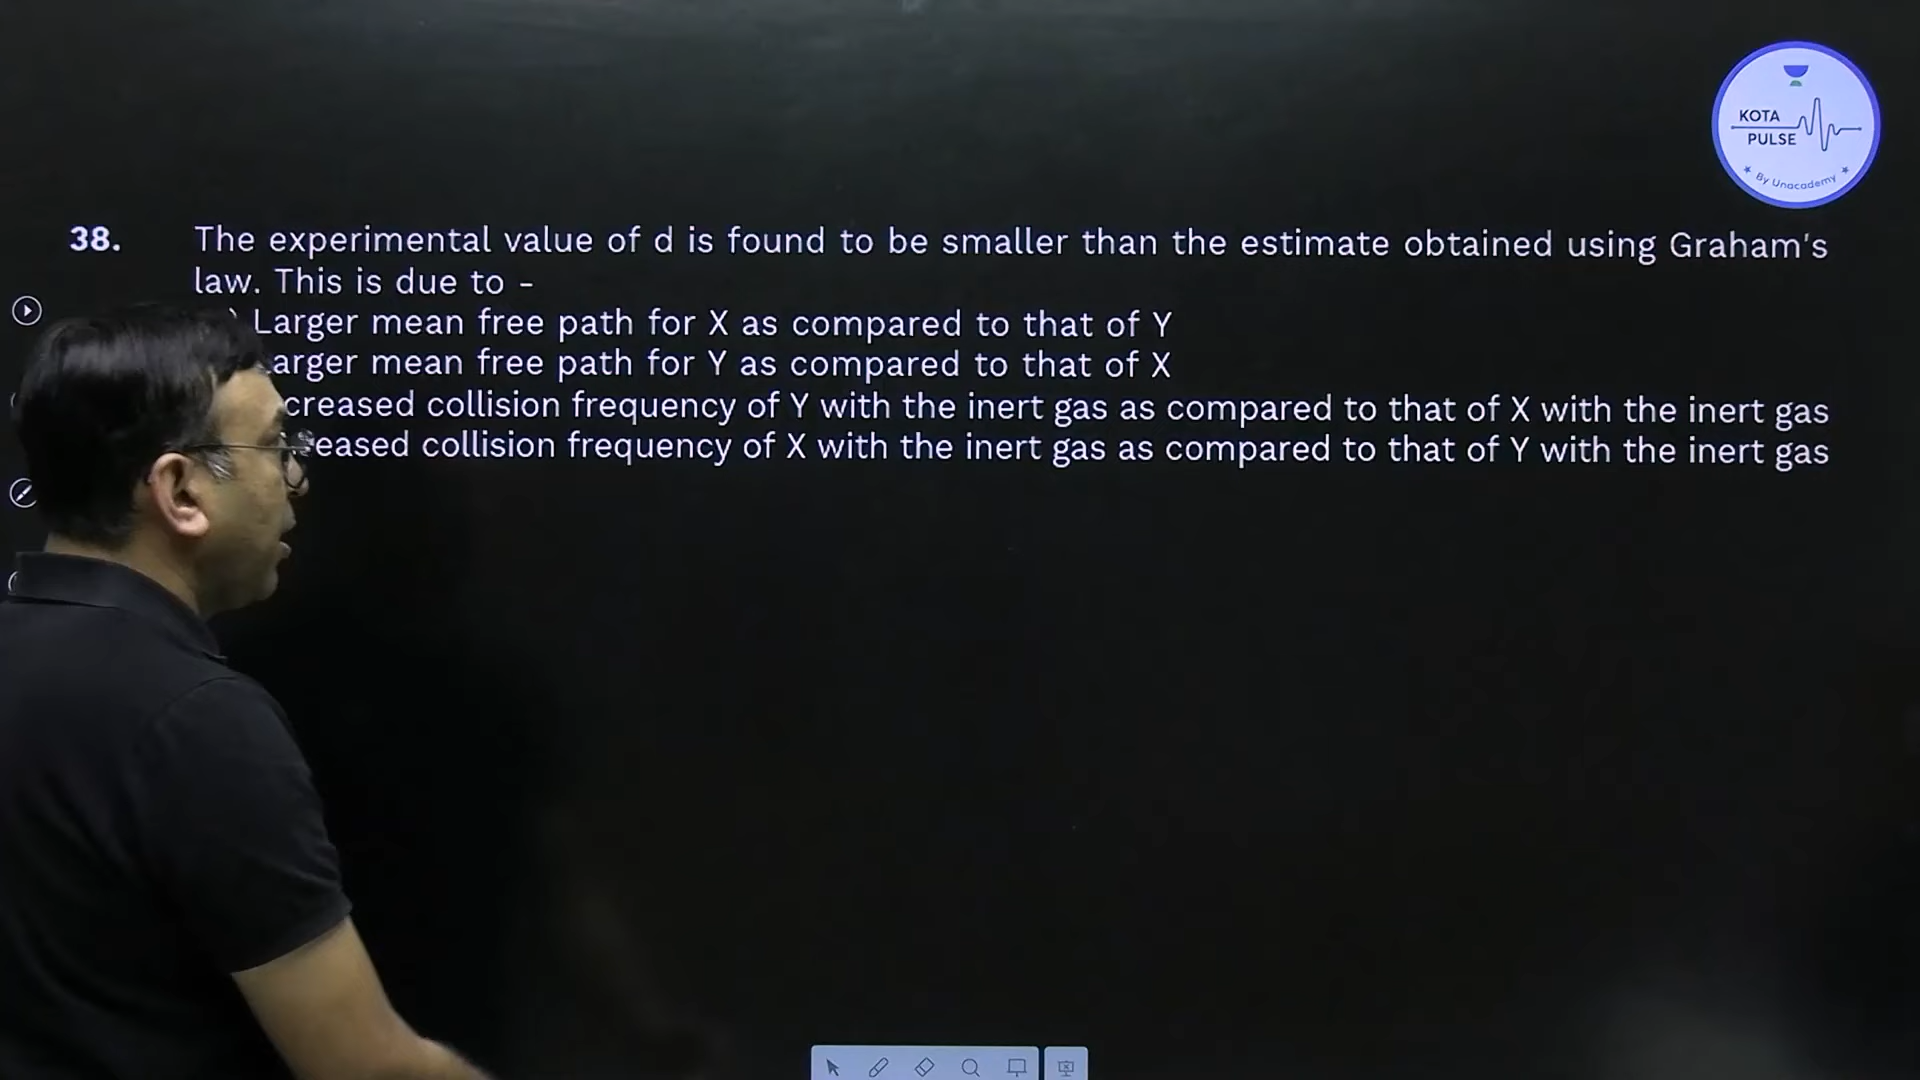 KOTA
PULSE
By Unacademy
38. The experimental value of d is found to be smaller than the estimate obtained using Graham's
law. This is due to -
) Larger mean free path for X as compared to that of Y
arger mean free path for Y as compared to that of X
creased collision frequency of Y with the inert gas as compared to that of X with the inert gas
reased collision frequency of X with the inert gas as compared to that of Y with the inert gas